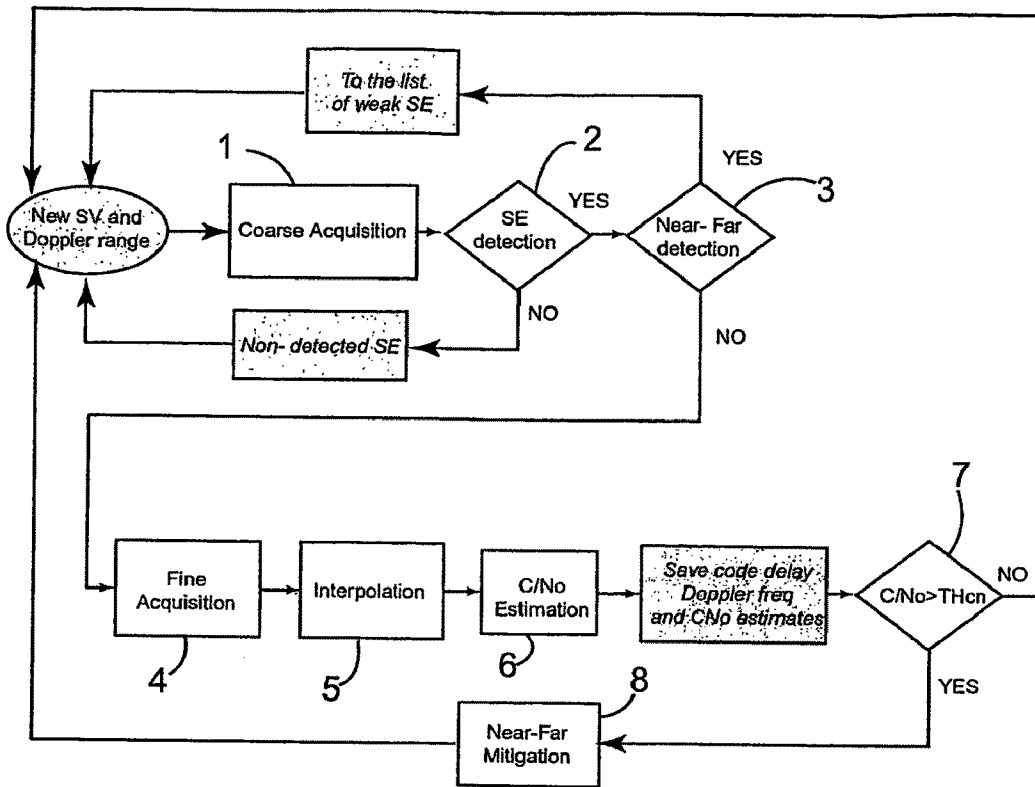 To the list
of weak SE
1
2
YES
YES
3
New SV and
Doppler range
Coarse Acquisition
SE
detection
Near- Far
detection
NO
NO
Non- detected SE
7
Fine
Acquisition
Interpolation
C/No
Estimation
Save code delay
Doppler freq
and CNo estimates
C/No>THcn
NO
4
5
6
8
YES
Near-Far
Mitigation